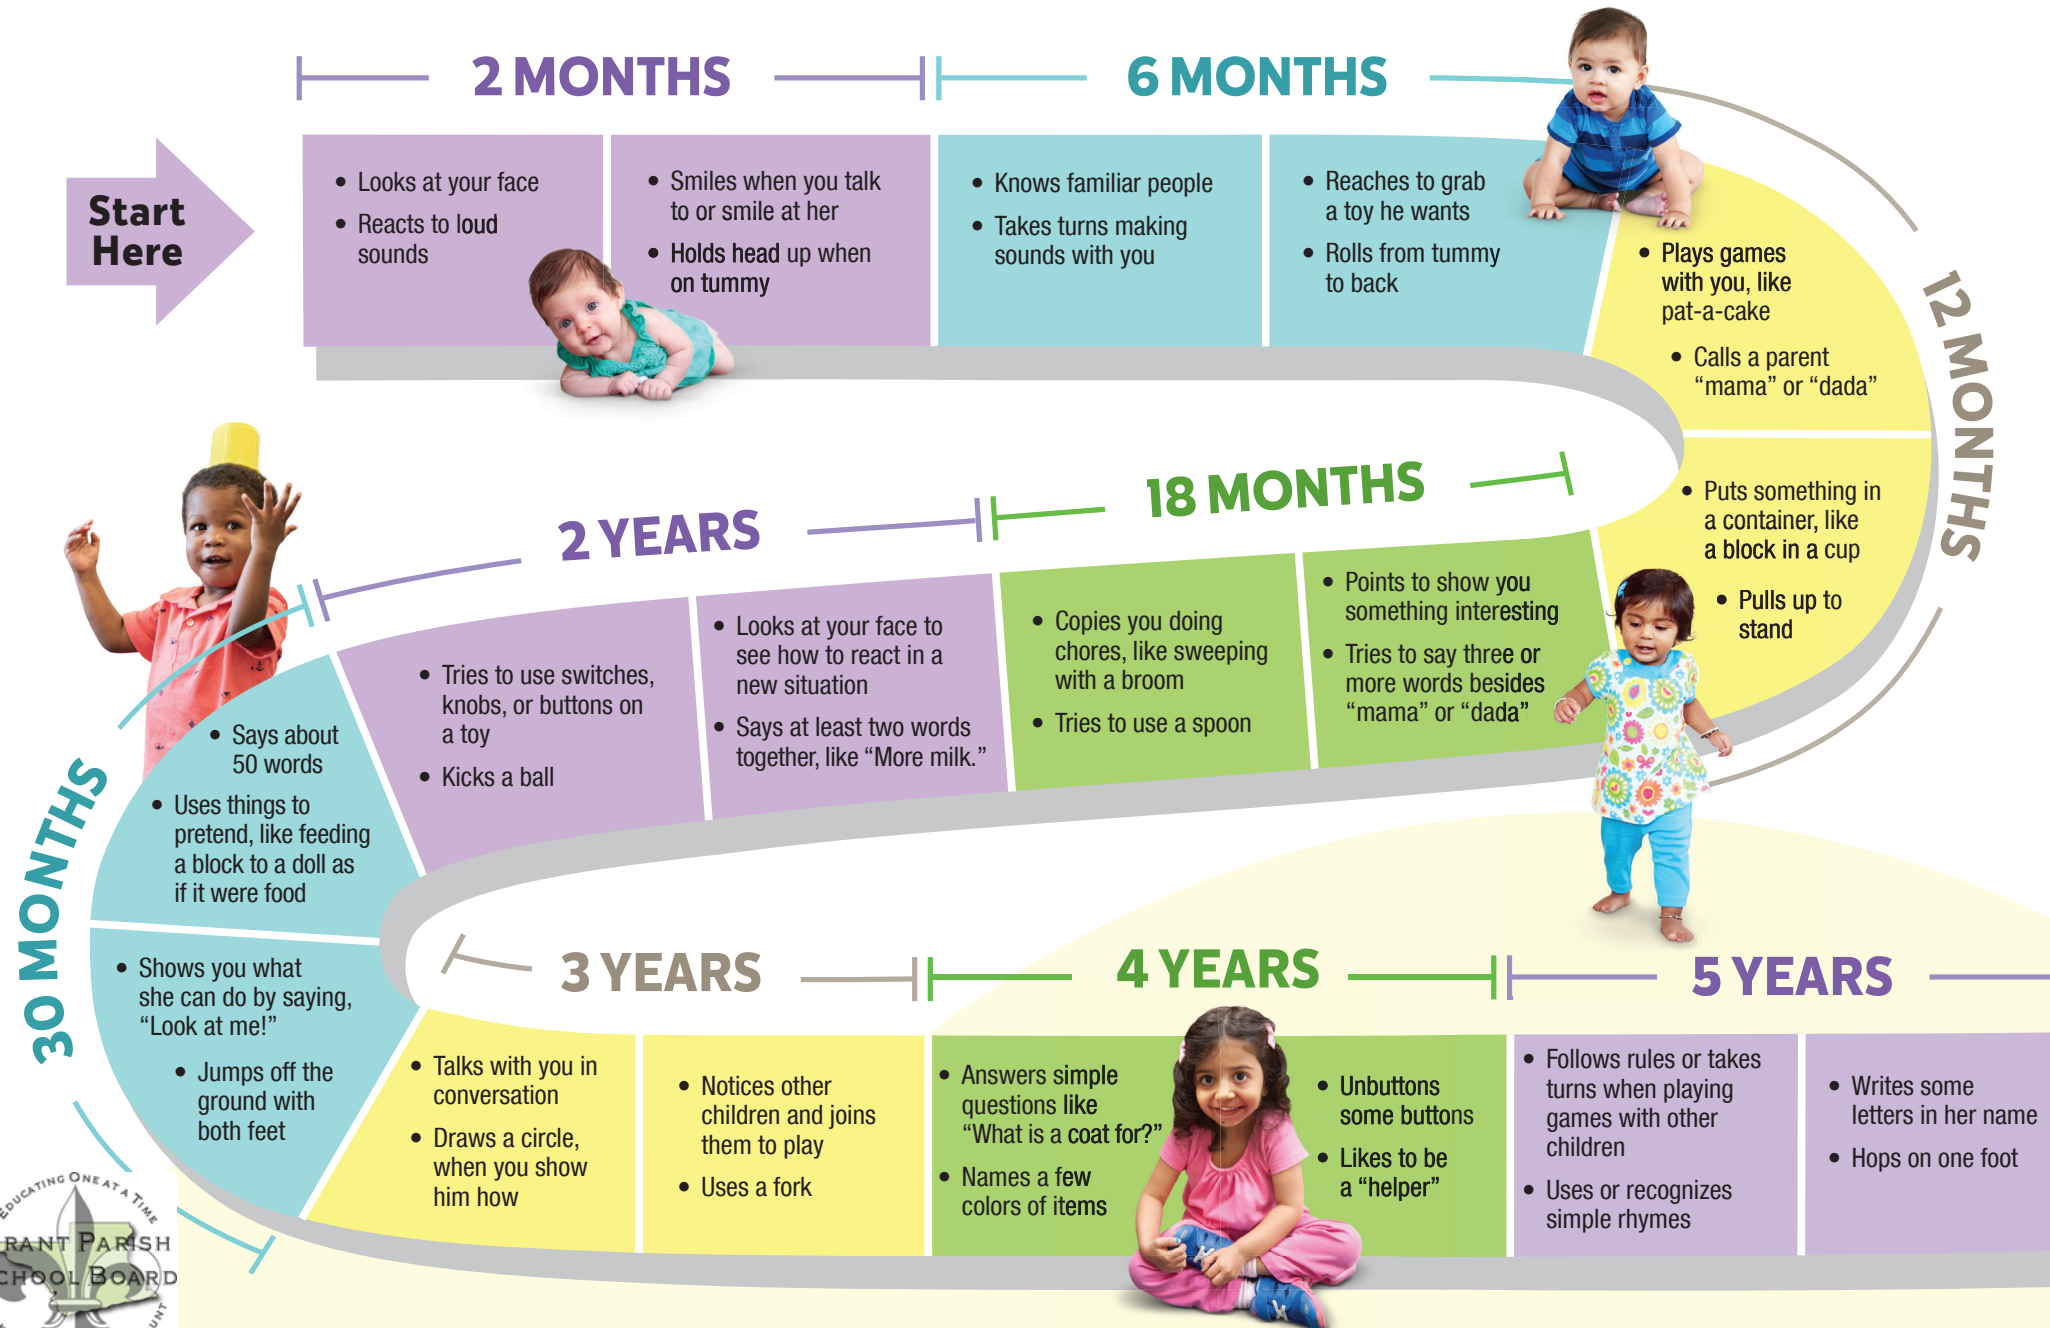 2 MONTHS
6 MONTHS
Start
Here
• Looks at your face
• Reacts to loud
sounds
• Smiles when you talk
to or smile at her
• Holds head up when
on tummy
• Knows familiar people
• Takes turns making
sounds with you
• Reaches to grab
a toy he wants
• Rolls from tummy
to back
12 MONTHS
• Plays games
with you, like
pat-a-cake
• Calls a parent
“mama” or “dada”
• Puts something in
a container, like
a block in a cup
• Pulls up to
stand
18 MONTHS
• Points to show you
something interesting
• Tries to say three or
more words besides
“mama” or “dada”
• Copies you doing
chores, like sweeping
with a broom
• Tries to use a spoon
2 YEARS
• Looks at your face to
see how to react in a
new situation
• Says at least two words
together, like “More milk.”
• Tries to use switches,
knobs, or buttons on
a toy
• Kicks a ball
30 MONTHS
• Says about
50 words
• Uses things to
pretend, like feeding
a block to a doll as
if it were food
• Shows you what
she can do by saying,
“Look at me!”
• Jumps off the
ground with
both feet
3 YEARS
• Talks with you in
conversation
• Draws a circle,
when you show
him how
• Notices other
children and joins
them to play
• Uses a fork
4 YEARS
• Answers simple
questions like
“What is a coat for?”
• Names a few
colors of items
• Unbuttons
some buttons
• Likes to be
a “helper”
5 YEARS
• Follows rules or takes
turns when playing
games with other
children
• Uses or recognizes
simple rhymes
• Writes some
letters in her name
• Hops on one foot
EDUCATING ONE AT A TIME
RANT PARISH
CHOOL BOARD